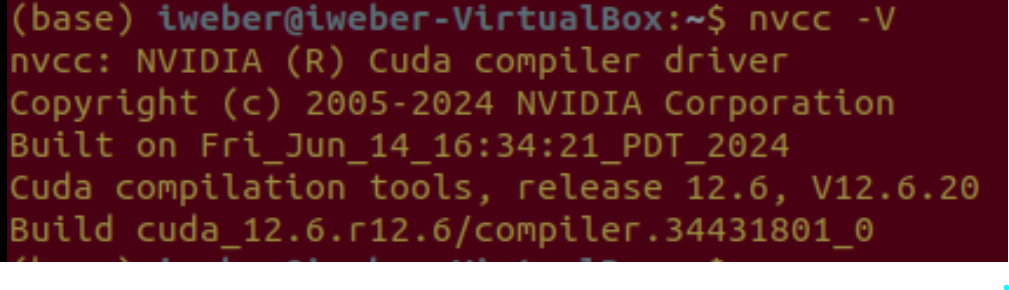 (base) iweber@iweber-VirtualBox:~$ nvcc -V
nvcc: NVIDIA (R) Cuda compiler driver
Copyright (c) 2005-2024 NVIDIA Corporation
Built on Fri_Jun_14_16:34:21_PDT_2024
Cuda compilation tools, release 12.6, V12.6.20
Build cuda_12.6.r12.6/compiler.34431801_0